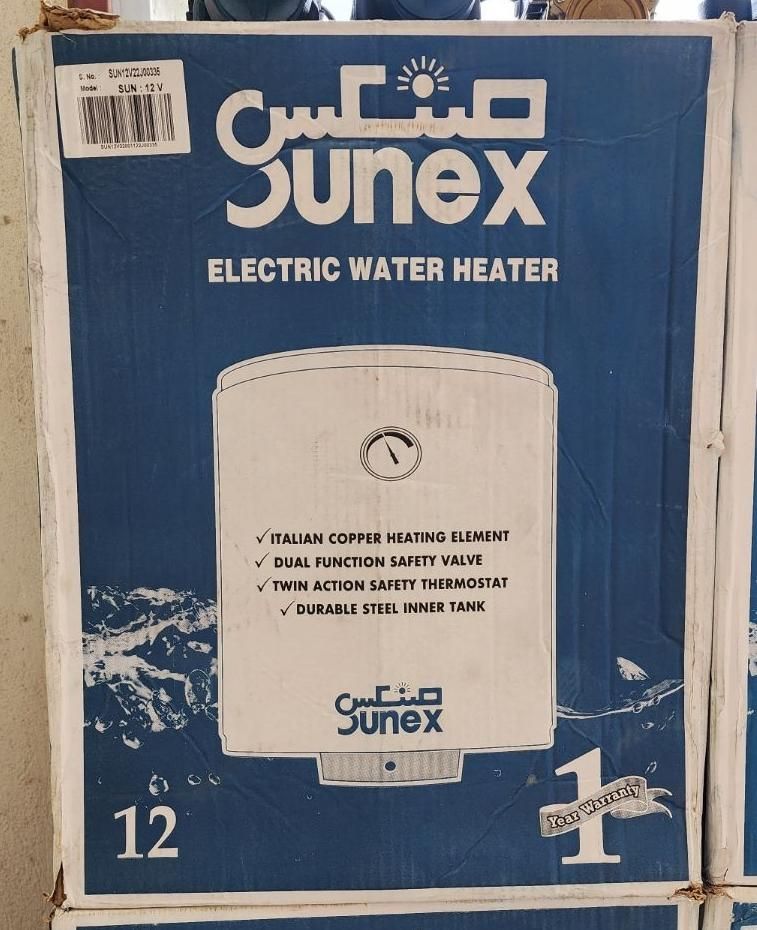 S. No. SUN12V22J00335
Model : SUN : 12 V
صنكس
Sunex
ELECTRIC WATER HEATER
✓ITALIAN COPPER HEATING ELEMENT
✓DUAL FUNCTION SAFETY VALVE
✓TWIN ACTION SAFETY THERMOSTAT
✓DURABLE STEEL INNER TANK
صنكس
Sunex
12
1
Year Warranty